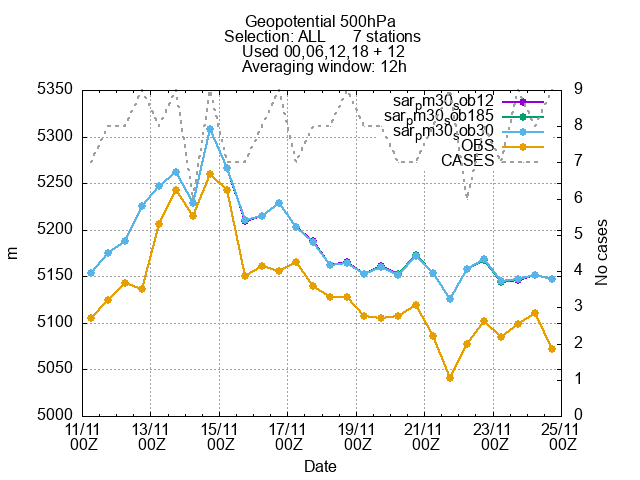 Geopotential 500hPa
Selection: ALL 7 stations
Used 00,06,12,18 + 12
Averaging window: 12h
5350
5300
5250
5200
5150
5100
5050
5000
m
9
8
7
6
5
4
3
2
1
0
No cases
sarpm30sob12
sarpm30sob185
sarpm30sob30
OBS
CASES
11/11 13/11 15/11 17/11 19/11 21/11 23/11 25/11
00Z 00Z 00Z 00Z 00Z 00Z 00Z 00Z
Date